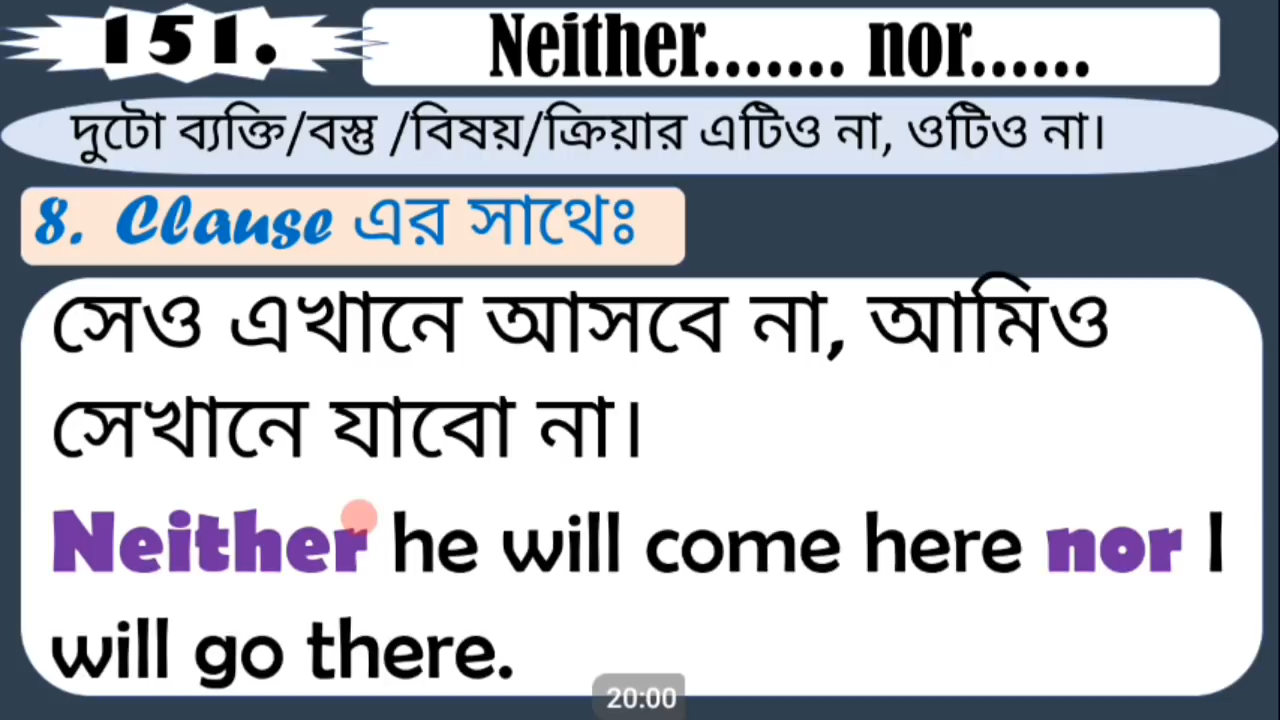 151.
Neither....... nor......
দুটো ব্যক্তি/বস্তু /বিষয়/ক্রিয়ার এটিও না, ওটিও না।
8. Clause এর সাথেঃ
সেও এখানে আসবে না, আমিও
সেখানে যাবো না।
Neither he will come here nor I
will go there.
20:00